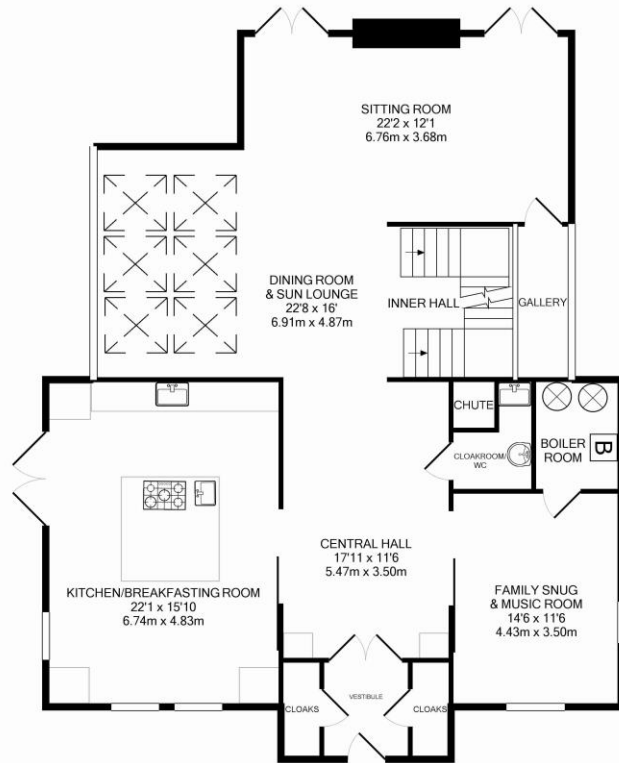 SITTING ROOM
22'2 x 12'1
6.76m x 3.68m
DINING ROOM
& SUN LOUNGE
22'8 x 16'
6.91m x 4.87m
INNER HALL
GALLERY
CHUTE
CLOAKROOM/
WC
BOILER
ROOM
B
CENTRAL HALL
17'11 x 11'6
5.47m x 3.50m
KITCHEN/BREAKFASTING ROOM
22'1 x 15'10
6.74m x 4.83m
FAMILY SNUG
& MUSIC ROOM
14'6 x 11'6
4.43m x 3.50m
CLOAKS
VESTIBULE
CLOAKS